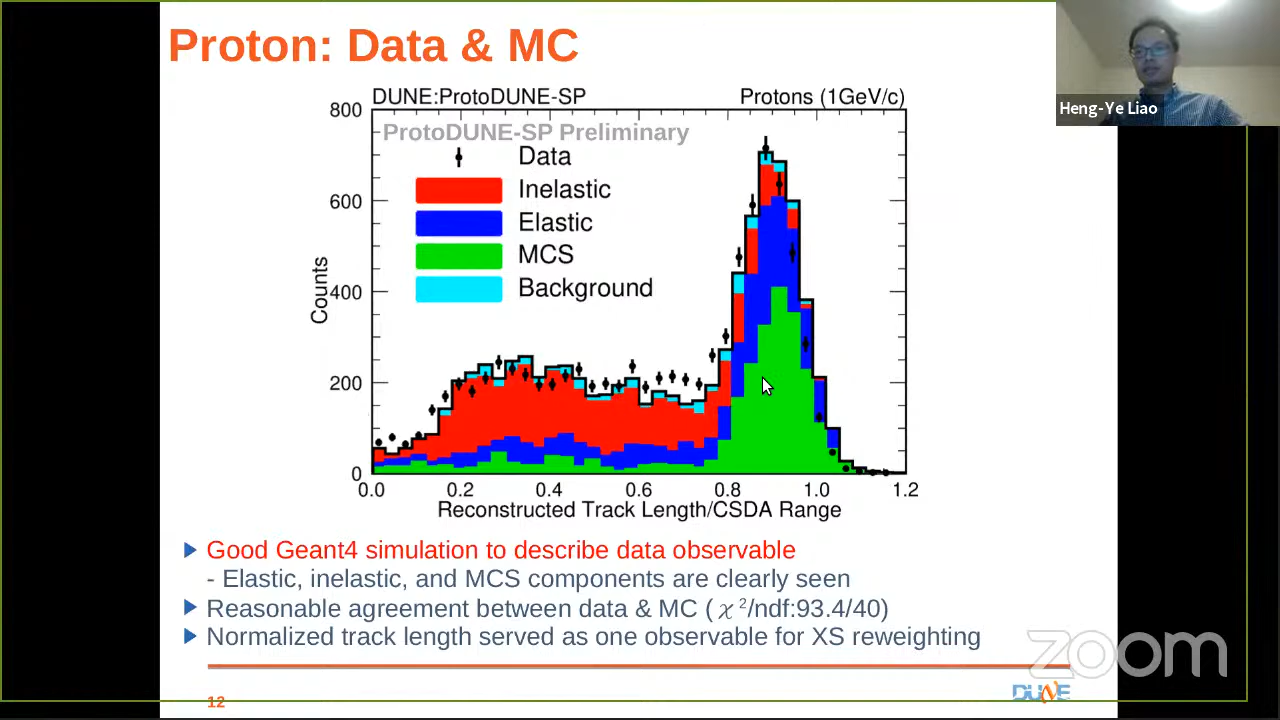 Proton: Data & MC
Heng-Ye Liao
DUNE:ProtoDUNE-SP Protons (1GeV/c)
ProtoDUNE-SP Preliminary
Data
Inelastic
Elastic
MCS
Background
Counts
800
600
400
200
0
0.0 0.2 0.4 0.6 0.8 1.0 1.2
Reconstructed Track Length/CSDA Range
Good Geant4 simulation to describe data observable
- Elastic, inelastic, and MCS components are clearly seen
Reasonable agreement between data & MC ( χ²/ndf:93.4/40)
Normalized track length served as one observable for XS reweighting
zoom
12
DUNE